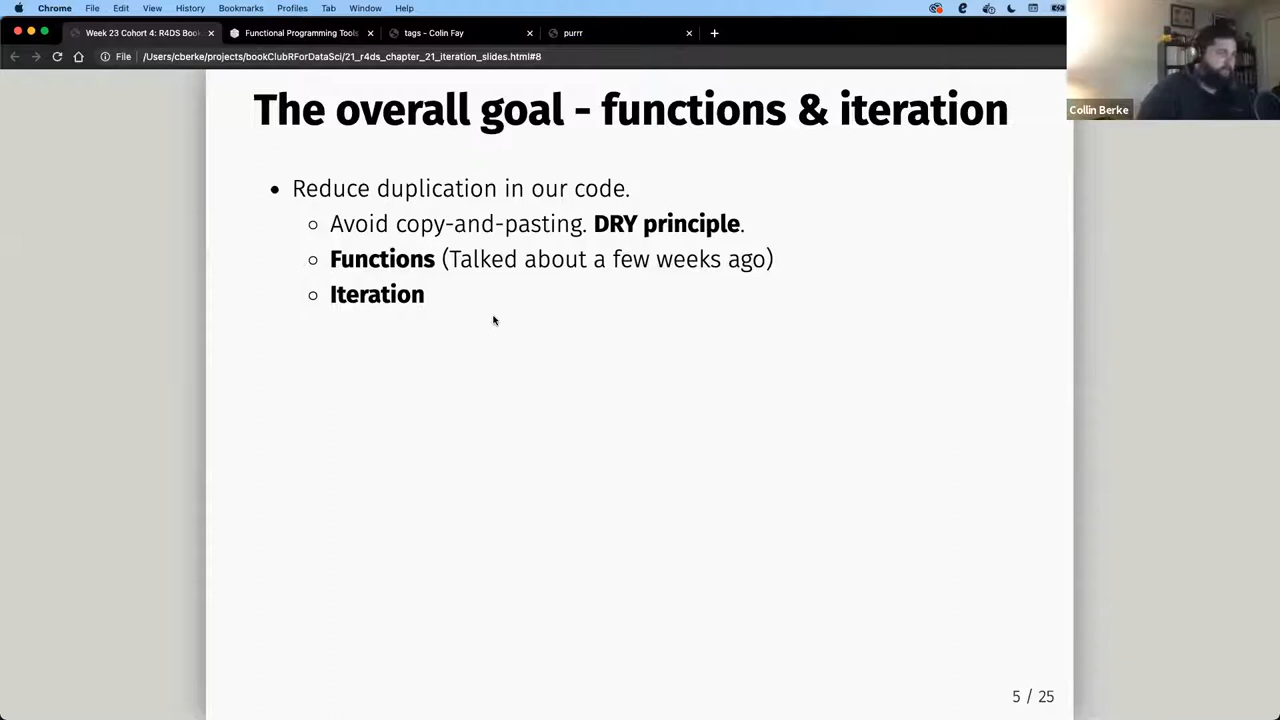 Chrome File Edit View History Bookmarks Profiles Tab Window Help
Week 23 Cohort 4: R4DS Boo
Functional Programming Tools
tags - Colin Fay
purrr
File /Users/cberke/projects/bookClubRForDataSci/21_r4ds_chapter_21_iteration_slides.html#8
Collin Berke
The overall goal - functions & iteration
• Reduce duplication in our code.
○ Avoid copy-and-pasting. DRY principle.
○ Functions (Talked about a few weeks ago)
○ Iteration
5 / 25